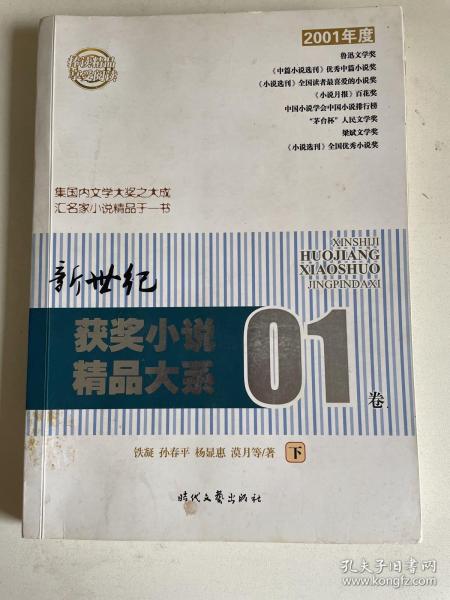 2001年度
鲁迅文学奖
《中篇小说选刊》优秀中篇小说奖
《小说选刊》全国读者最喜爱的小说奖
《小说月报》百花奖
中国小说学会中国小说排行榜
“茅台杯”人民文学奖
梁斌文学奖
《小说选刊》全国优秀小说奖
集国内文学大奖之大成
汇名家小说精品于一书
XINSHIJI
HUOJIANG
XIAOSHUO
JINGPINDAXI
新世纪
获奖小说
精品大系
01
卷
铁凝 孙春平 杨显惠 漠月等/著
下
时代文艺出版社
孔夫子旧书网
kongfz.com